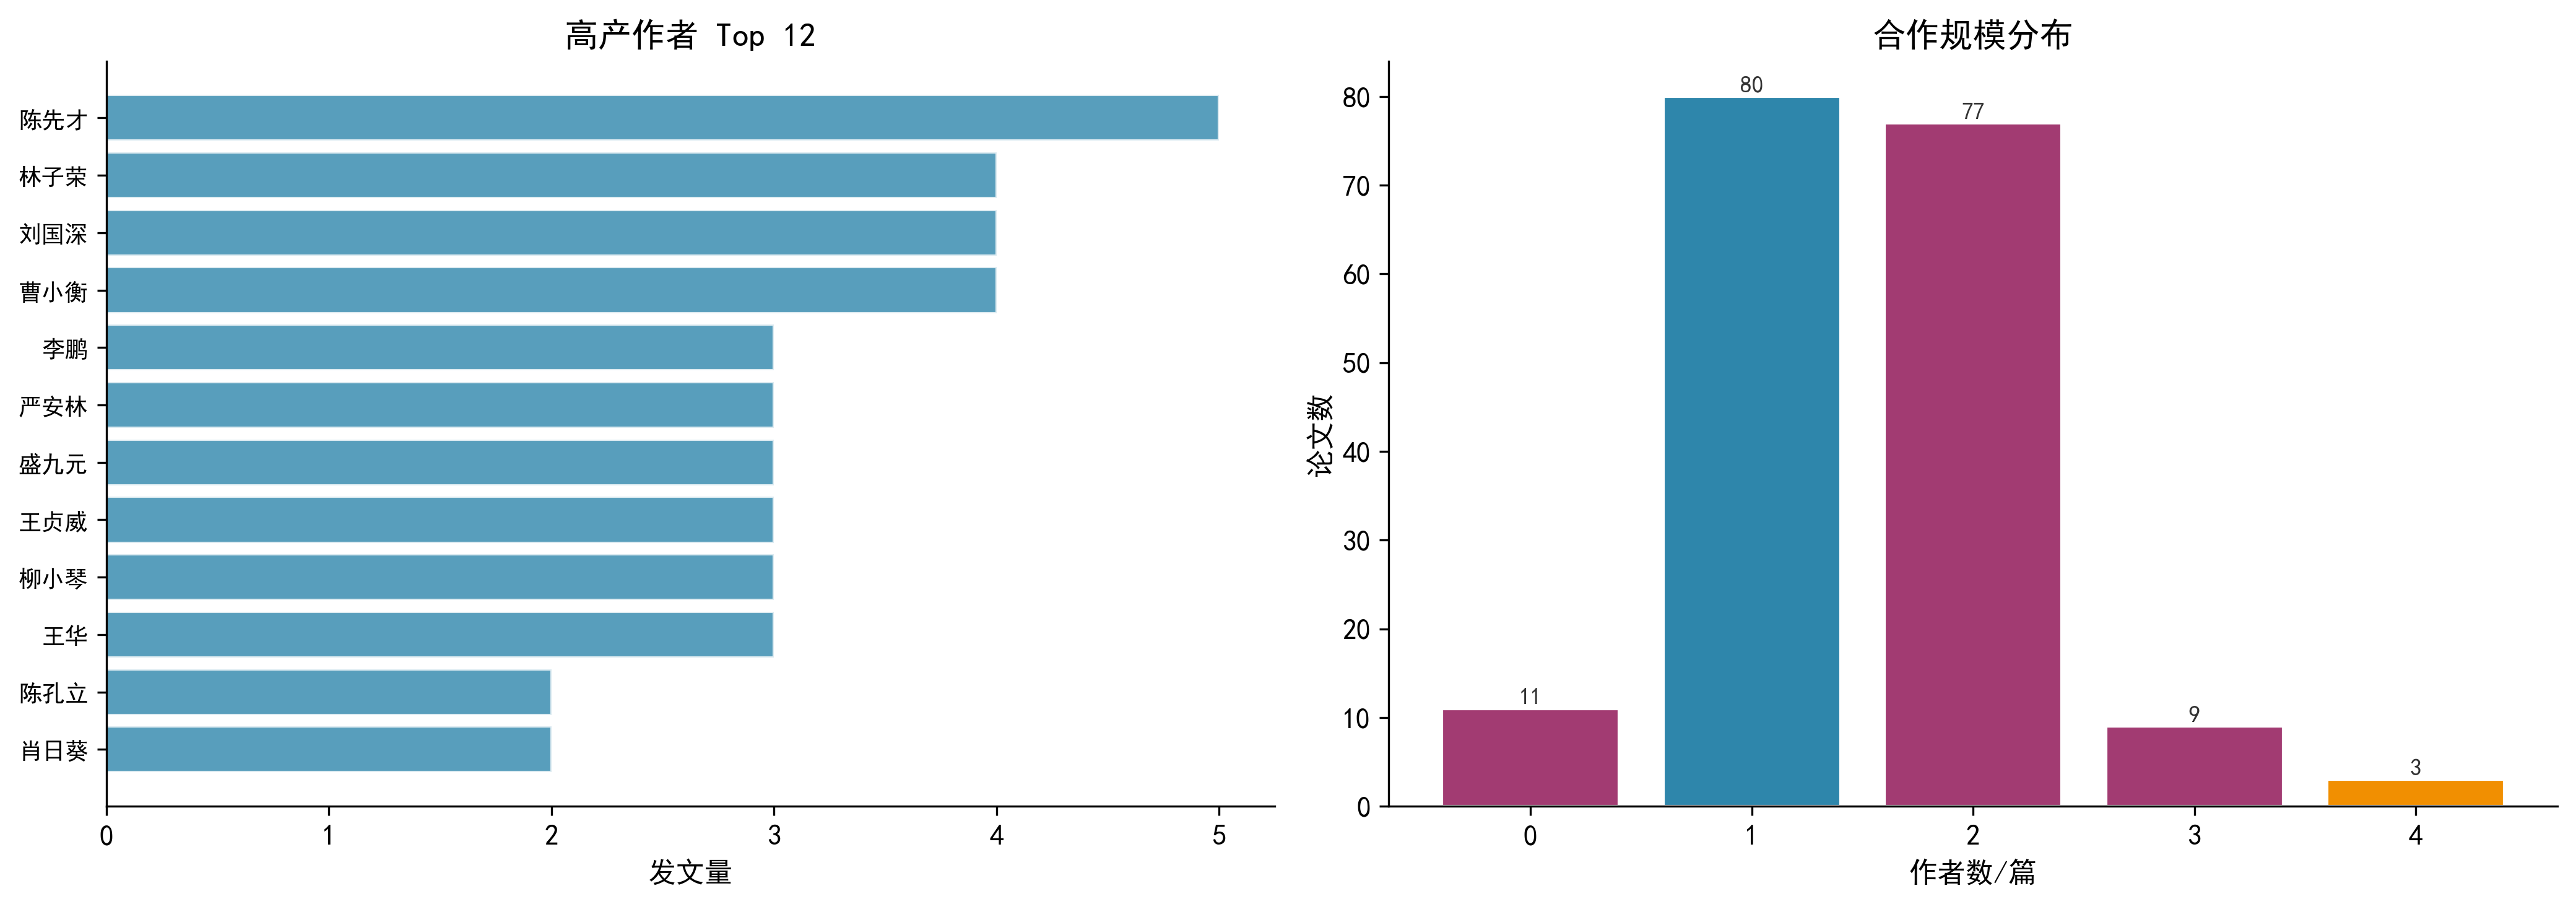 高产作者 Top 12
陈先才
林子荣
刘国深
曹小衡
李鹏
严安林
盛九元
王贞威
柳小琴
王华
陈孔立
肖日葵
0 1 2 3 4 5
发文量
合作规模分布
论文数
80
70
60
50
40
30
20
10
0
11
80
77
9
3
0 1 2 3 4
作者数/篇